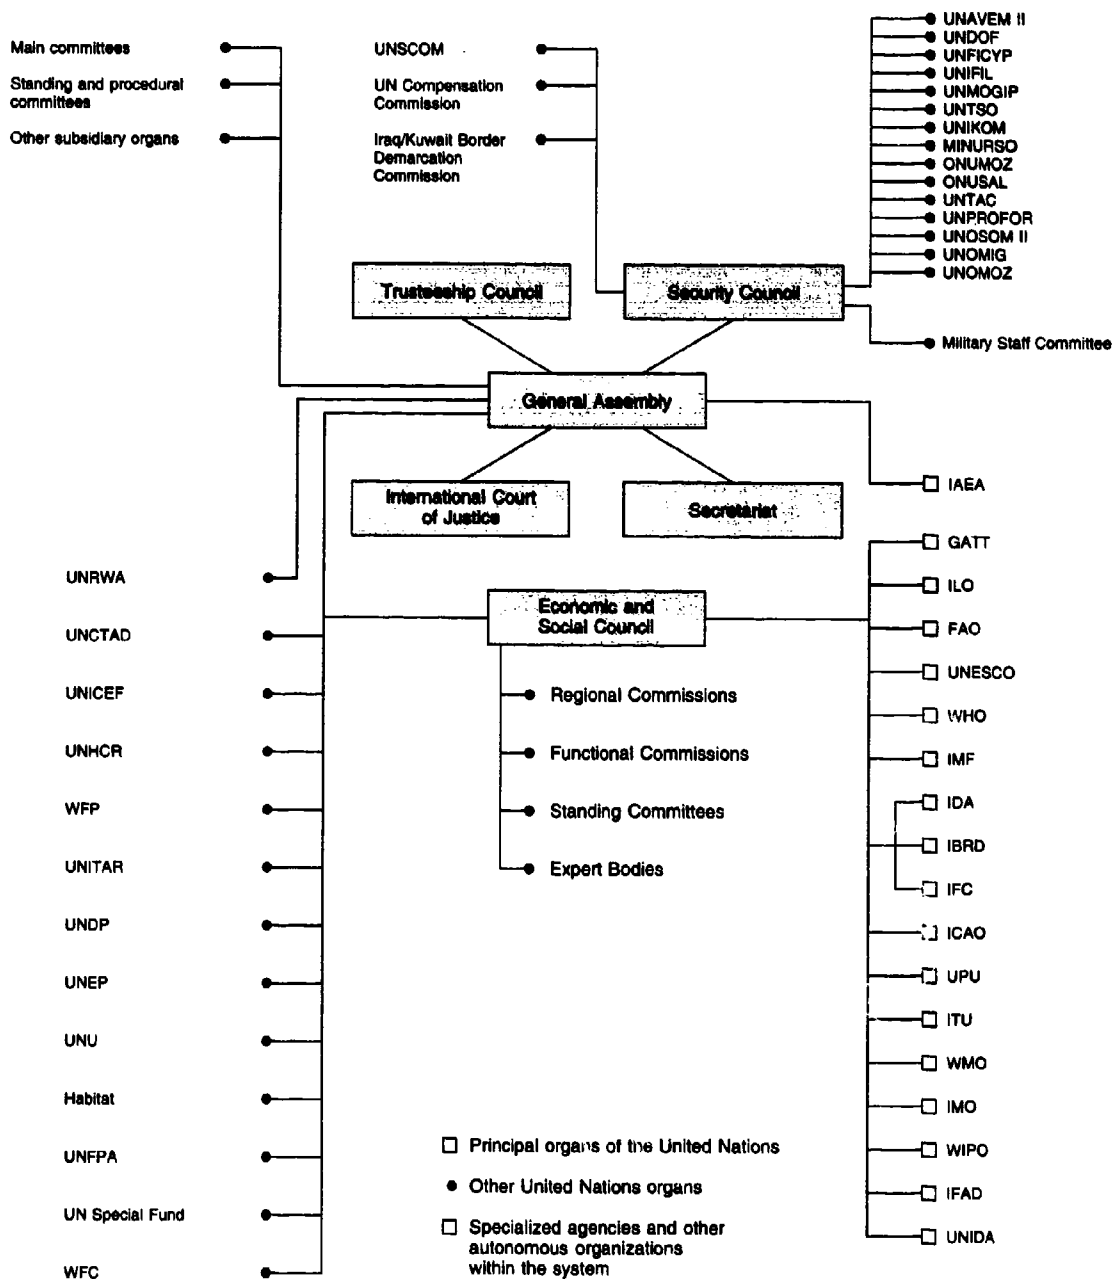 Main committees
Standing and procedural
committees
Other subsidiary organs
UNSCOM
UN Compensation
Commission
Iraq/Kuwait Border
Demarcation
Commission
UNAVEM II
UNDOF
UNFICYP
UNIFIL
UNMOGIP
UNTSO
UNIKOM
MINURSO
ONUMOZ
ONUSAL
UNTAC
UNPROFOR
UNOSOM II
UNOMIG
UNOMOZ
Military Staff Committee
Trusteeship Council
Security Council
General Assembly
International Court
of Justice
Secretariat
Economic and
Social Council
Regional Commissions
Functional Commissions
Standing Committees
Expert Bodies
UNRWA
UNCTAD
UNICEF
UNHCR
WFP
UNITAR
UNDP
UNEP
UNU
Habitat
UNFPA
UN Special Fund
WFC
IAEA
GATT
ILO
FAO
UNESCO
WHO
IMF
IDA
IBRD
IFC
ICAO
UPU
ITU
WMO
IMO
WIPO
IFAD
UNIDA
Principal organs of the United Nations
Other United Nations organs
Specialized agencies and other
autonomous organizations
within the system